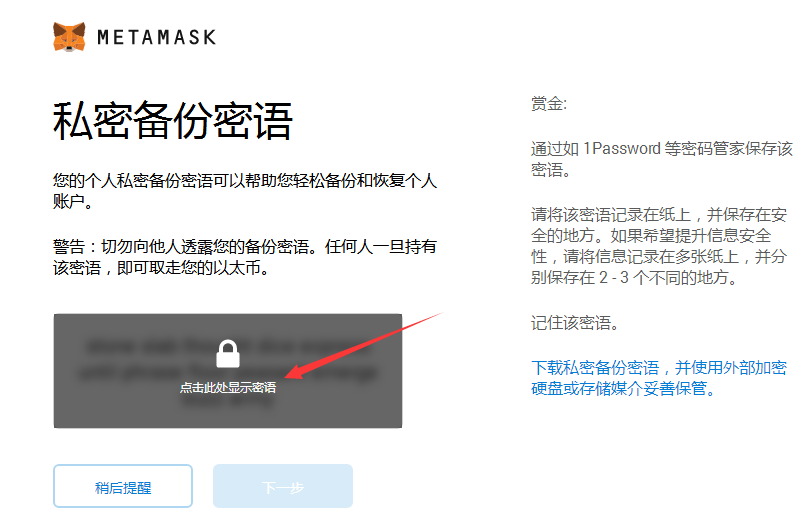 METAMASK
私密备份密语
您的个人私密备份密语可以帮助您轻松备份和恢复个人
账户。
警告：切勿向他人透露您的备份密语。任何人一旦持有
该密语，即可取走您的以太币。
点击此处显示密语
稍后提醒
下一步
赏金:
通过如 1Password 等密码管家保存该
密语。
请将该密语记录在纸上，并保存在安
全的地方。如果希望提升信息安全
性，请将信息记录在多张纸上，并分
别保存在 2 - 3 个不同的地方。
记住该密语。
下载私密备份密语，并使用外部加密
硬盘或存储媒介妥善保管。